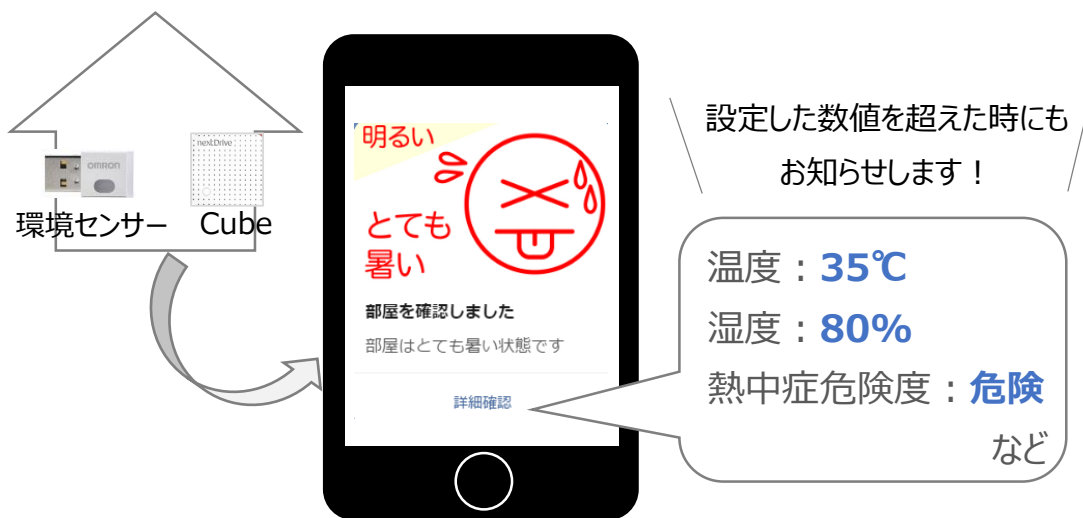 OMRON
nextDrive
環境センサー
Cube
明るい
とても
暑い
部屋を確認しました
部屋はとても暑い状態です
詳細確認
設定した数値を超えた時にも
お知らせします！
温度：35℃
湿度：80%
熱中症危険度：危険
など